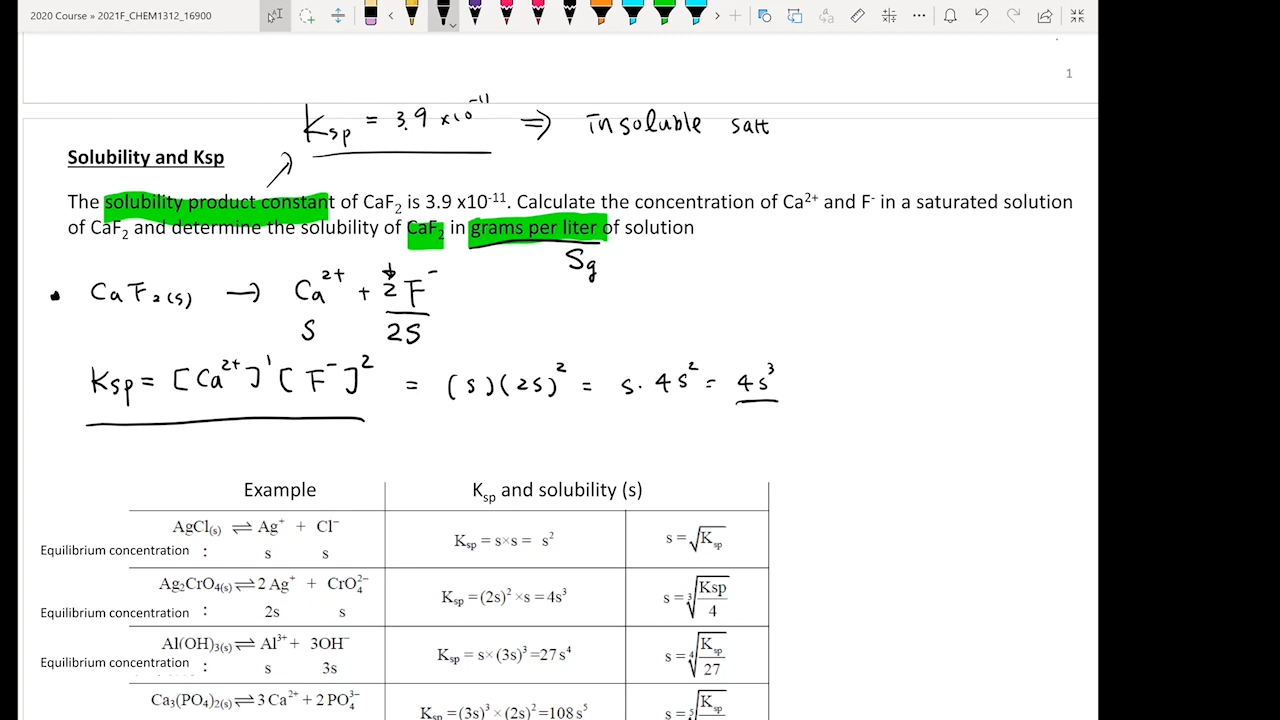 2020 Course » 2021F_CHEM1312_16900
1
Ksp = 3.9 x10⁻¹¹ ⇒ insoluble salt
Solubility and Ksp
The solubility product constant of CaF₂ is 3.9 x10⁻¹¹. Calculate the concentration of Ca²⁺ and F⁻ in a saturated solution
of CaF₂ and determine the solubility of CaF₂ in grams per liter of solution
Sg
• CaF₂(s) → Ca²⁺ + 2F⁻
S 2S
Ksp = [Ca²⁺]¹ [F⁻]² = (s)(2s)² = s · 4s² = 4s³
Example Ksp and solubility (s)
AgCl(s) ⇌ Ag⁺ + Cl⁻ Ksp = s×s = s² s = √Ksp
Equilibrium concentration : s s
Ag₂CrO₄(s) ⇌ 2 Ag⁺ + CrO₄²⁻ Ksp = (2s)² ×s = 4s³ s = ∛(Ksp/4)
Equilibrium concentration : 2s s
Al(OH)₃(s) ⇌ Al³⁺ + 3OH⁻ Ksp = s× (3s)³ =27s⁴ s = ∜(Ksp/27)
Equilibrium concentration : s 3s
Ca₃(PO₄)₂(s) ⇌ 3 Ca²⁺ + 2 PO₄³⁻ Ksp = (3s)³ × (2s)² =108 s⁵ s = ⁵√Ksp